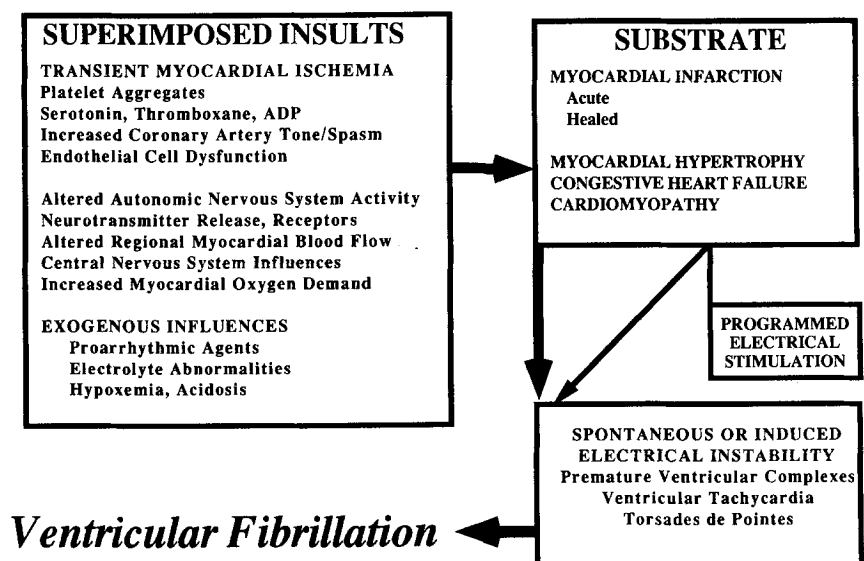 SUPERIMPOSED INSULTS
TRANSIENT MYOCARDIAL ISCHEMIA
Platelet Aggregates
Serotonin, Thromboxane, ADP
Increased Coronary Artery Tone/Spasm
Endothelial Cell Dysfunction
Altered Autonomic Nervous System Activity
Neurotransmitter Release, Receptors
Altered Regional Myocardial Blood Flow
Central Nervous System Influences
Increased Myocardial Oxygen Demand
EXOGENOUS INFLUENCES
Proarrhythmic Agents
Electrolyte Abnormalities
Hypoxemia, Acidosis
SUBSTRATE
MYOCARDIAL INFARCTION
Acute
Healed
MYOCARDIAL HYPERTROPHY
CONGESTIVE HEART FAILURE
CARDIOMYOPATHY
PROGRAMMED
ELECTRICAL
STIMULATION
SPONTANEOUS OR INDUCED
ELECTRICAL INSTABILITY
Premature Ventricular Complexes
Ventricular Tachycardia
Torsades de Pointes
Ventricular Fibrillation